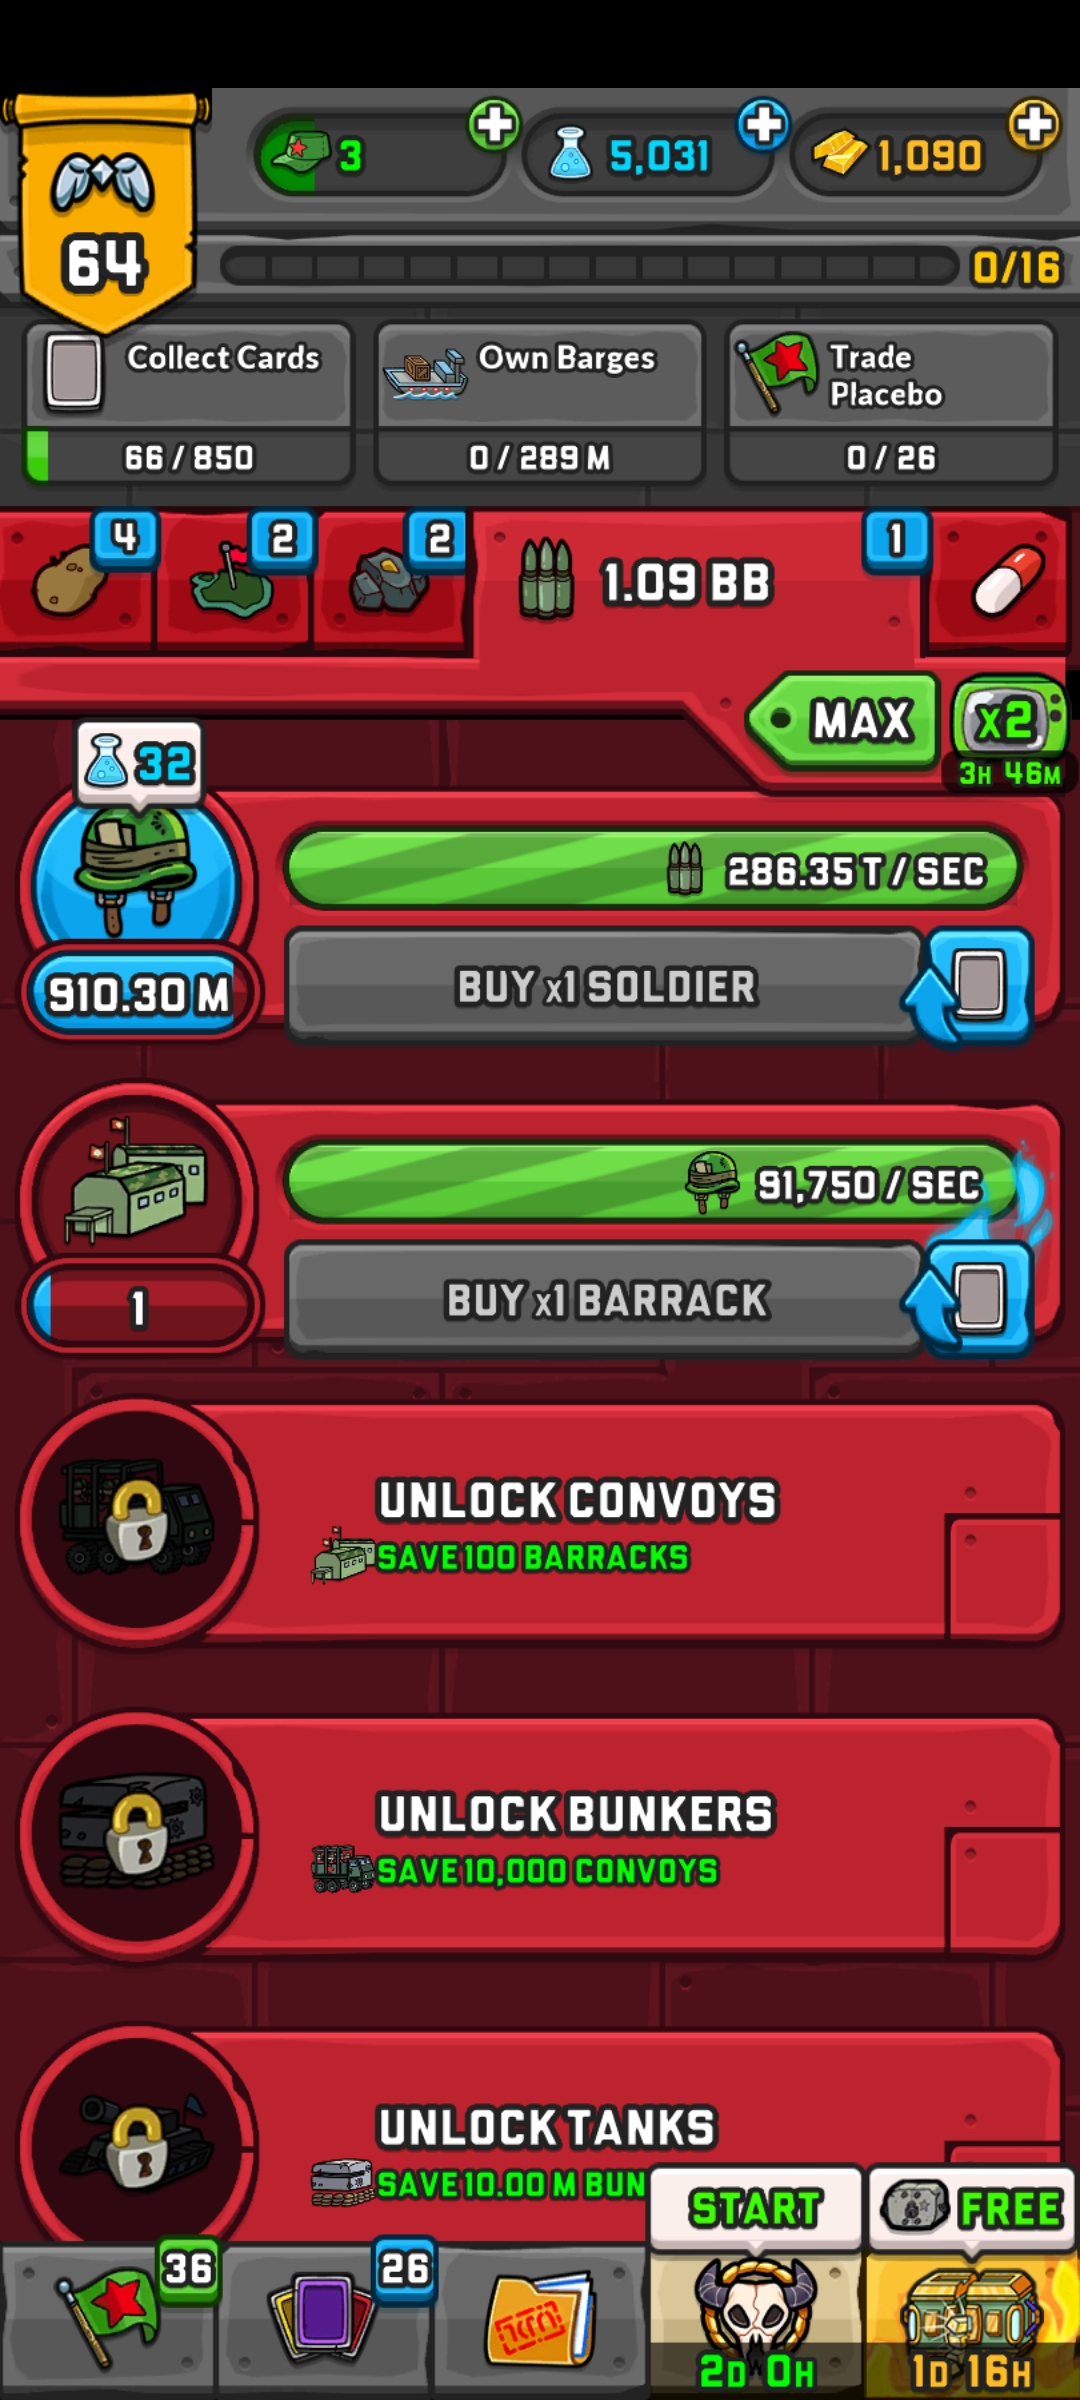 3
5,031
1,090
64
0/16
Collect Cards
66 / 850
Own Barges
0 / 289 M
Trade
Placebo
0 / 26
4
2
2
1.09 BB
1
MAX
X2
3H 46M
32
286.35 T / SEC
910.30 M
BUY x1 SOLDIER
91,750 / SEC
1
BUY x1 BARRACK
UNLOCK CONVOYS
SAVE 100 BARRACKS
UNLOCK BUNKERS
SAVE 10,000 CONVOYS
UNLOCK TANKS
SAVE 10.00 M BUN
START
FREE
36
26
2D 0H
1D 16H